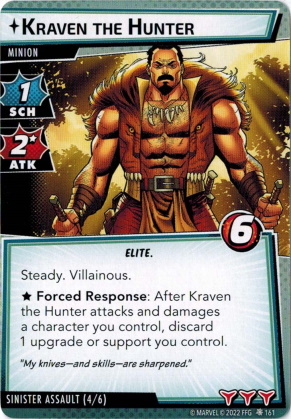 Kraven the Hunter
MINION
1
SCH
2★
ATK
6
ELITE.
Steady. Villainous.
★ Forced Response: After Kraven
the Hunter attacks and damages
a character you control, discard
1 upgrade or support you control.
"My knives—and skills—are sharpened."
SINISTER ASSAULT (4/6)
© MARVEL © 2022 FFG 161